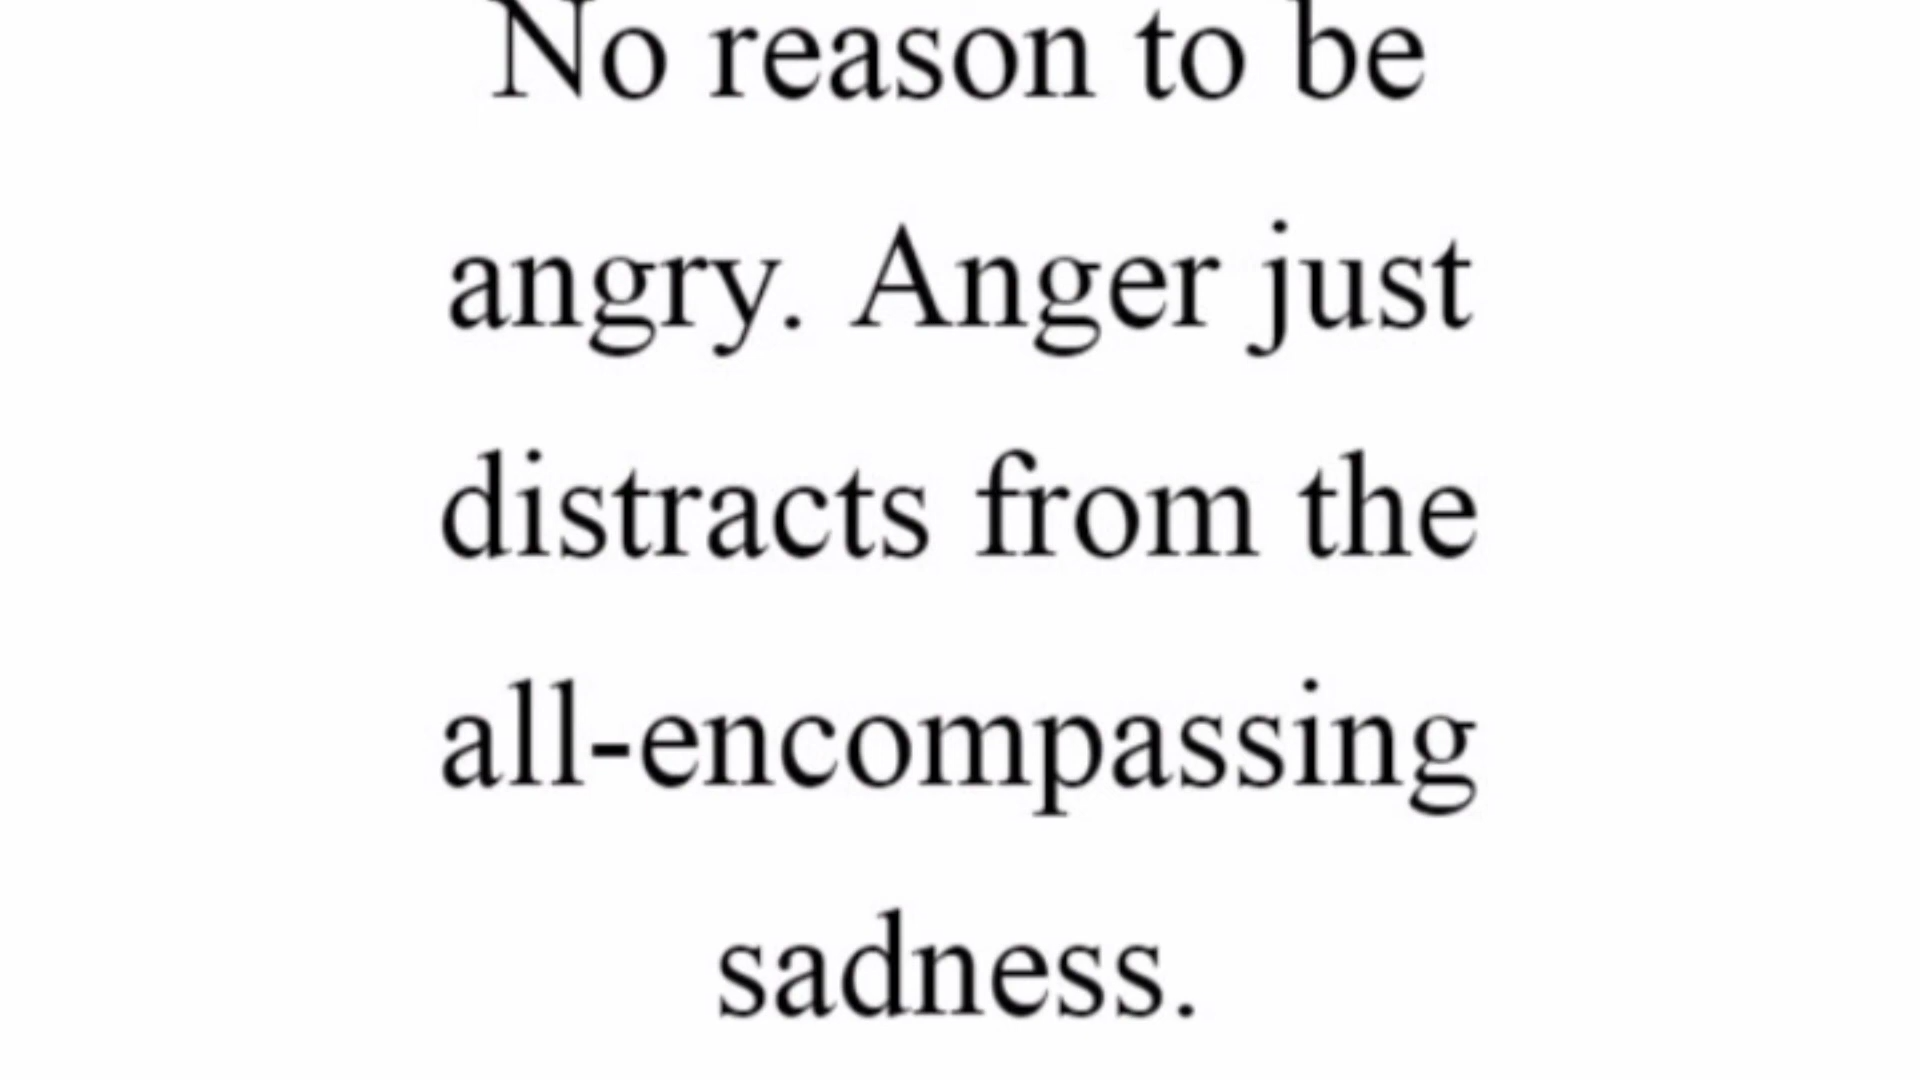 No reason to be
angry. Anger just
distracts from the
all-encompassing
sadness.